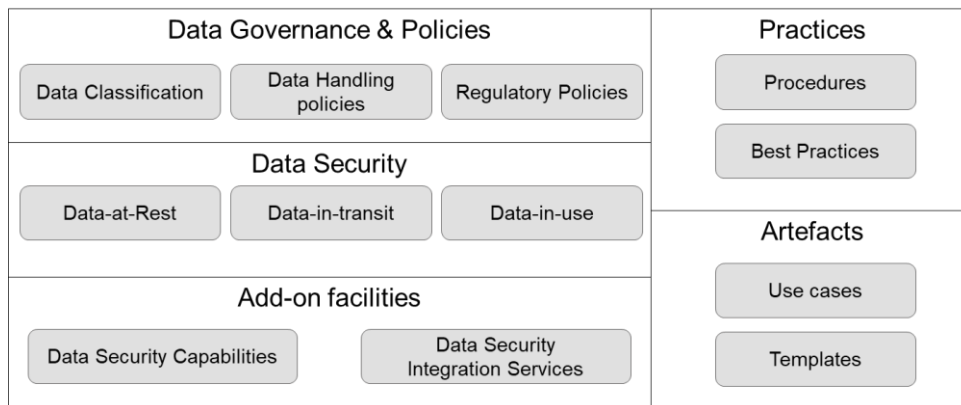 Data Governance & Policies
Data Classification
Data Handling
policies
Regulatory Policies
Data Security
Data-at-Rest
Data-in-transit
Data-in-use
Add-on facilities
Data Security Capabilities
Data Security
Integration Services
Practices
Procedures
Best Practices
Artefacts
Use cases
Templates